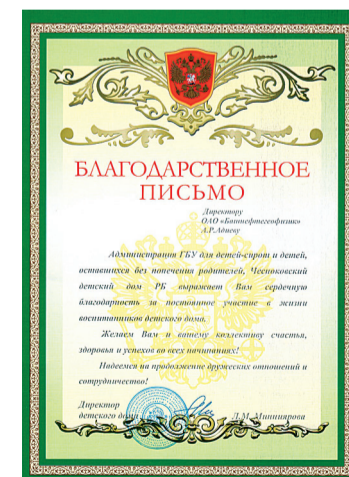 БЛАГОДАРСТВЕННОЕ
ПИСЬМО
Директору
ОАО «Башнефтегеофизик»
А.Р.Адиеву
Администрация ГБУ для детей-сирот и детей,
оставшихся без попечения родителей, Чесноковский
детский дом РБ выражает Вам сердечную
благодарность за постоянное участие в жизни
воспитанников детского дома.
Желаем Вам и вашему коллективу счастья,
здоровья и успехов во всех начинаниях!
Надеемся на продолжение дружеских отношений и
сотрудничество!
Директор
детского дома Л.М. Минниярова